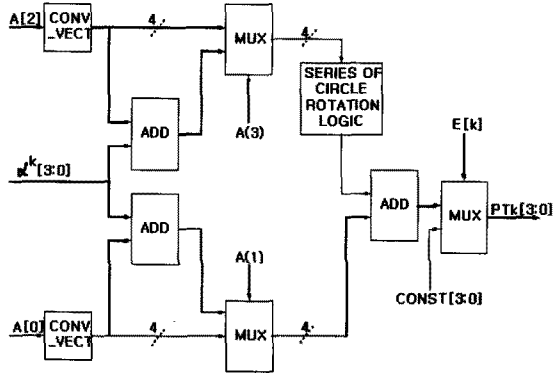 A[2]
CONV
_VECT
4
MUX
4
SERIES OF
CIRCLE
ROTATION
LOGIC
ADD
A(3)
E[k]
k[3:0]
ADD
MUX
PTk[3:0]
ADD
A(1)
CONST[3:0]
A[0]
CONV
_VECT
4
MUX
4